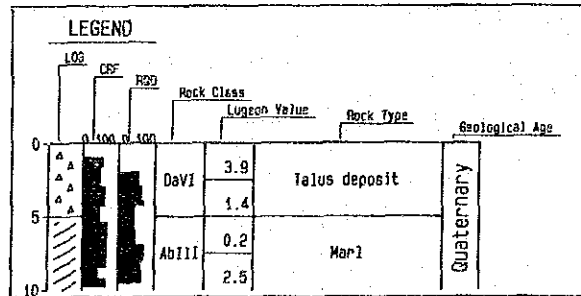 LEGEND
LOG
CRF
RQD
Rock Class
Lugeon Value
Rock Type
Geological Age
0 100 0 100
0
DaVI
3.9
Talus deposit
Quaternary
1.4
5
AbIII
0.2
Marl
2.5
10